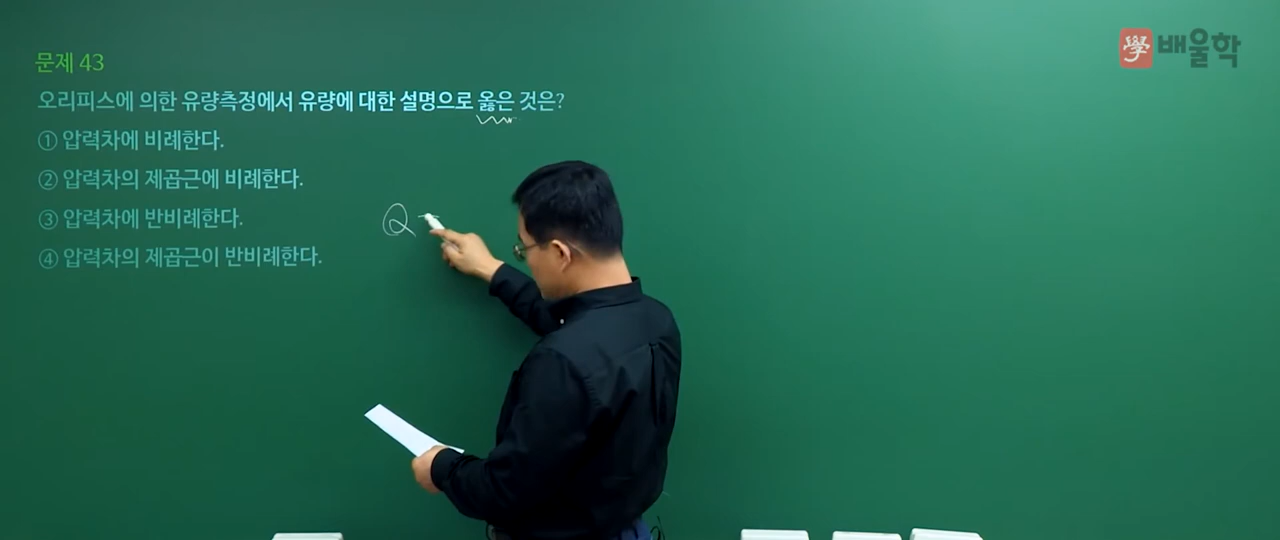 學 배울학
문제 43
오리피스에 의한 유량측정에서 유량에 대한 설명으로 옳은 것은?
① 압력차에 비례한다.
② 압력차의 제곱근에 비례한다.
③ 압력차에 반비례한다.
④ 압력차의 제곱근이 반비례한다.
Q